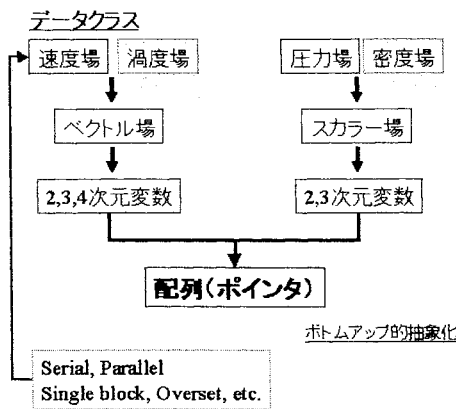 データクラス
速度場 渦度場 圧力場 密度場
ベクトル場 スカラー場
2,3,4次元変数 2,3次元変数
配列(ポインタ)
ボトムアップ的抽象化
Serial, Parallel
Single block, Overset, etc.